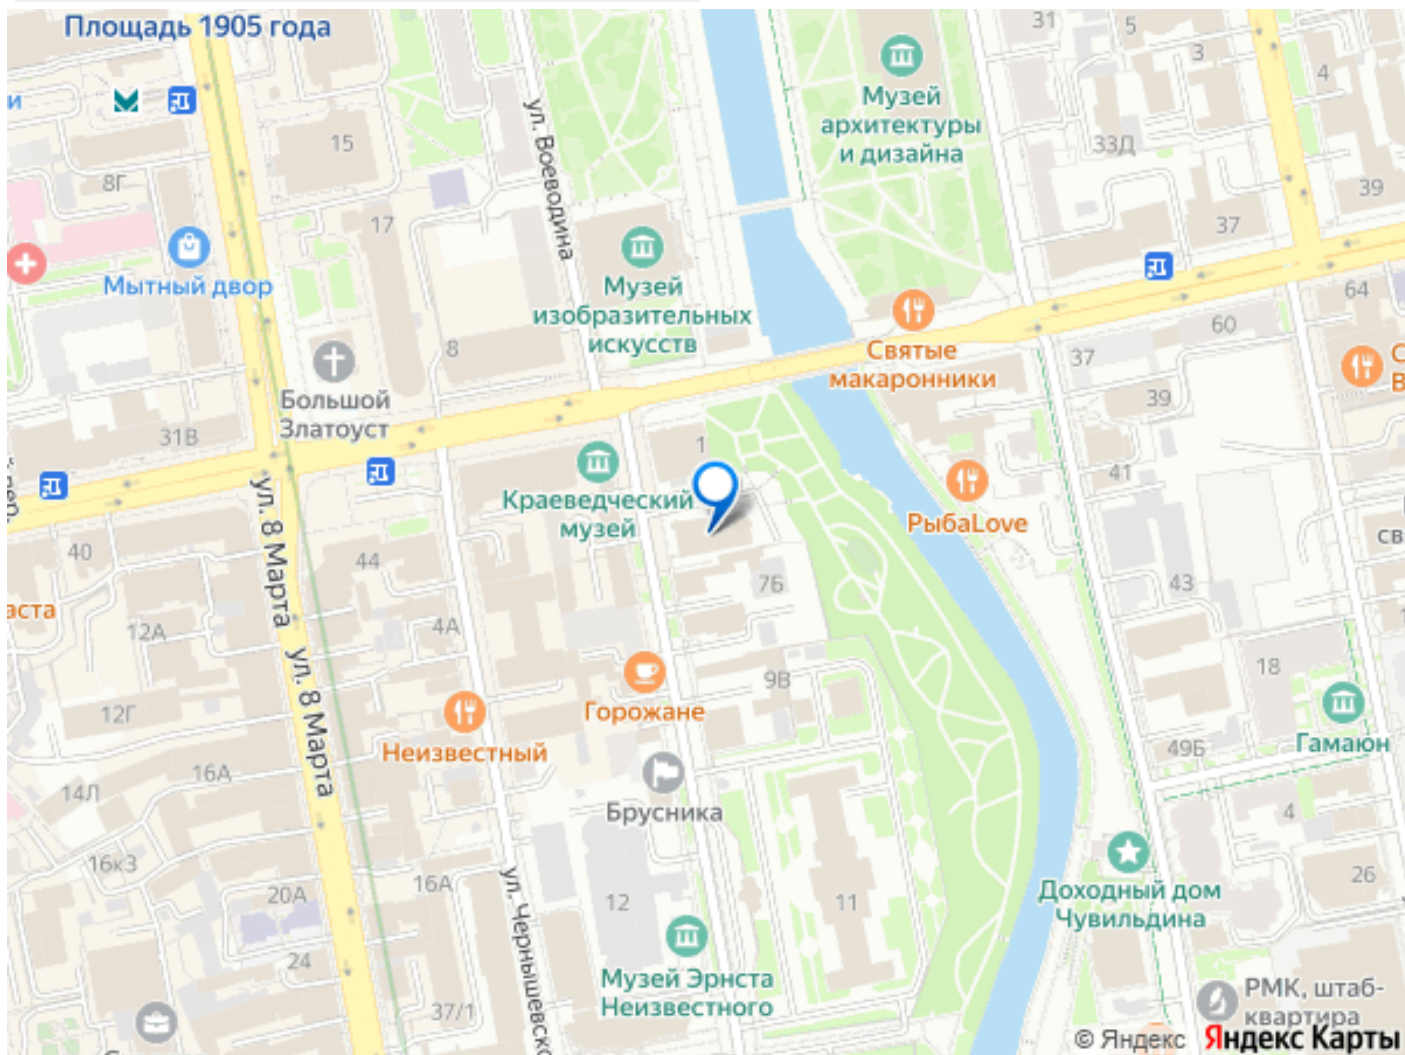 Площадь 1905 года
31
5
3
4
Музей
архитектуры
и дизайна
и
ул. Воеводина
15
33Д
8Г
39
17
37
Мытный двор
Музей
изобразительных
искусств
64
60
8
Святые
макаронники
37
Большой
Златоуст
39
31В
1
41
Краеведческий
музей
РыбаLove
ул. 8 Марта
св
40
44
43
7Б
аста
12А
4А
18
9В
ул. 8 Марта
Горожане
12Г
Неизвестный
49Б
Гамаюн
16А
14Л
Брусника
4
16к3
16А
26
20А
12
11
Доходный дом
Чувильдина
ул. Чернышевско
24
Музей Эрнста
Неизвестного
37/1
РМК, штаб-
квартира
© Яндекс Яндекс Карты